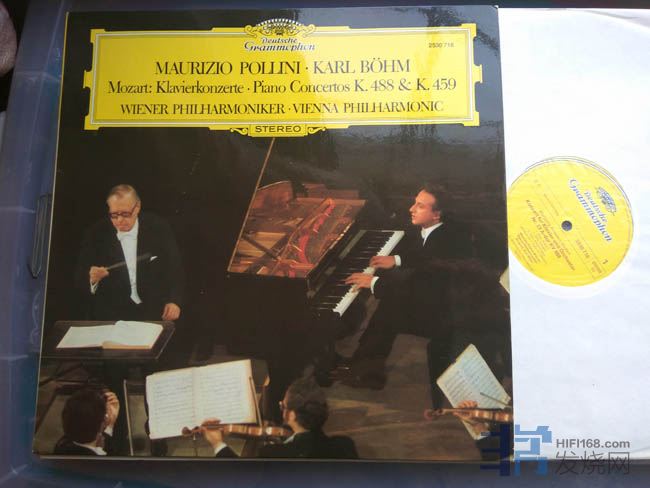 Deutsche
Grammophon
2530 716
MAURIZIO POLLINI · KARL BÖHM
Mozart: Klavierkonzerte · Piano Concertos K. 488 & K. 459
WIENER PHILHARMONIKER · VIENNA PHILHARMONIC
STEREO
Deutsche
Grammophon
1
HIFI168.com
发烧网